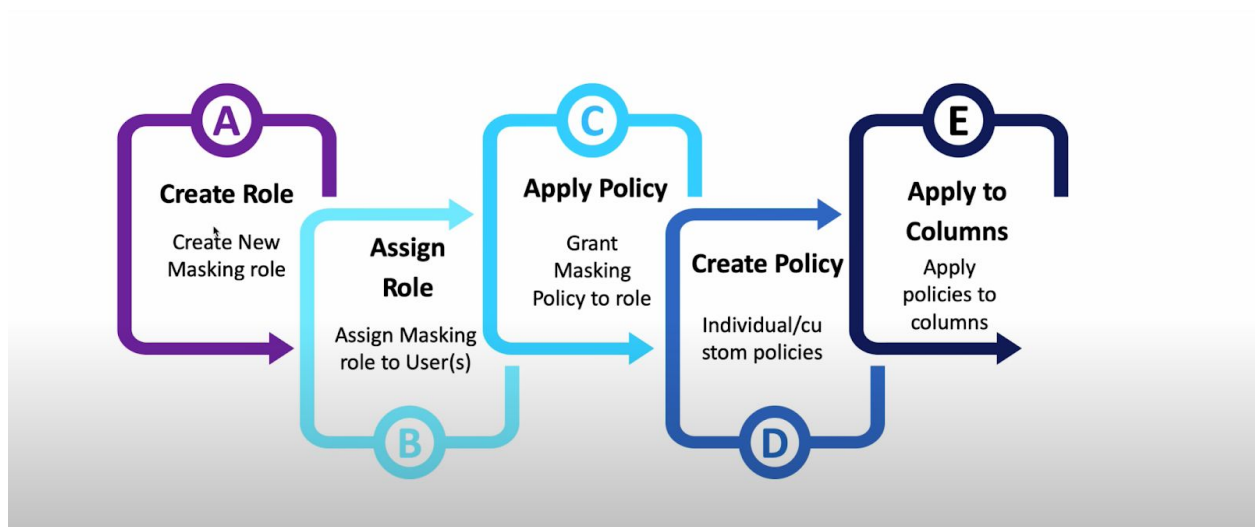 A
Create Role
Create New
Masking role
Assign
Role
Assign Masking
role to User(s)
B
C
Apply Policy
Grant
Masking
Policy to role
Create Policy
Individual/cu
stom policies
D
E
Apply to
Columns
Apply
policies to
columns